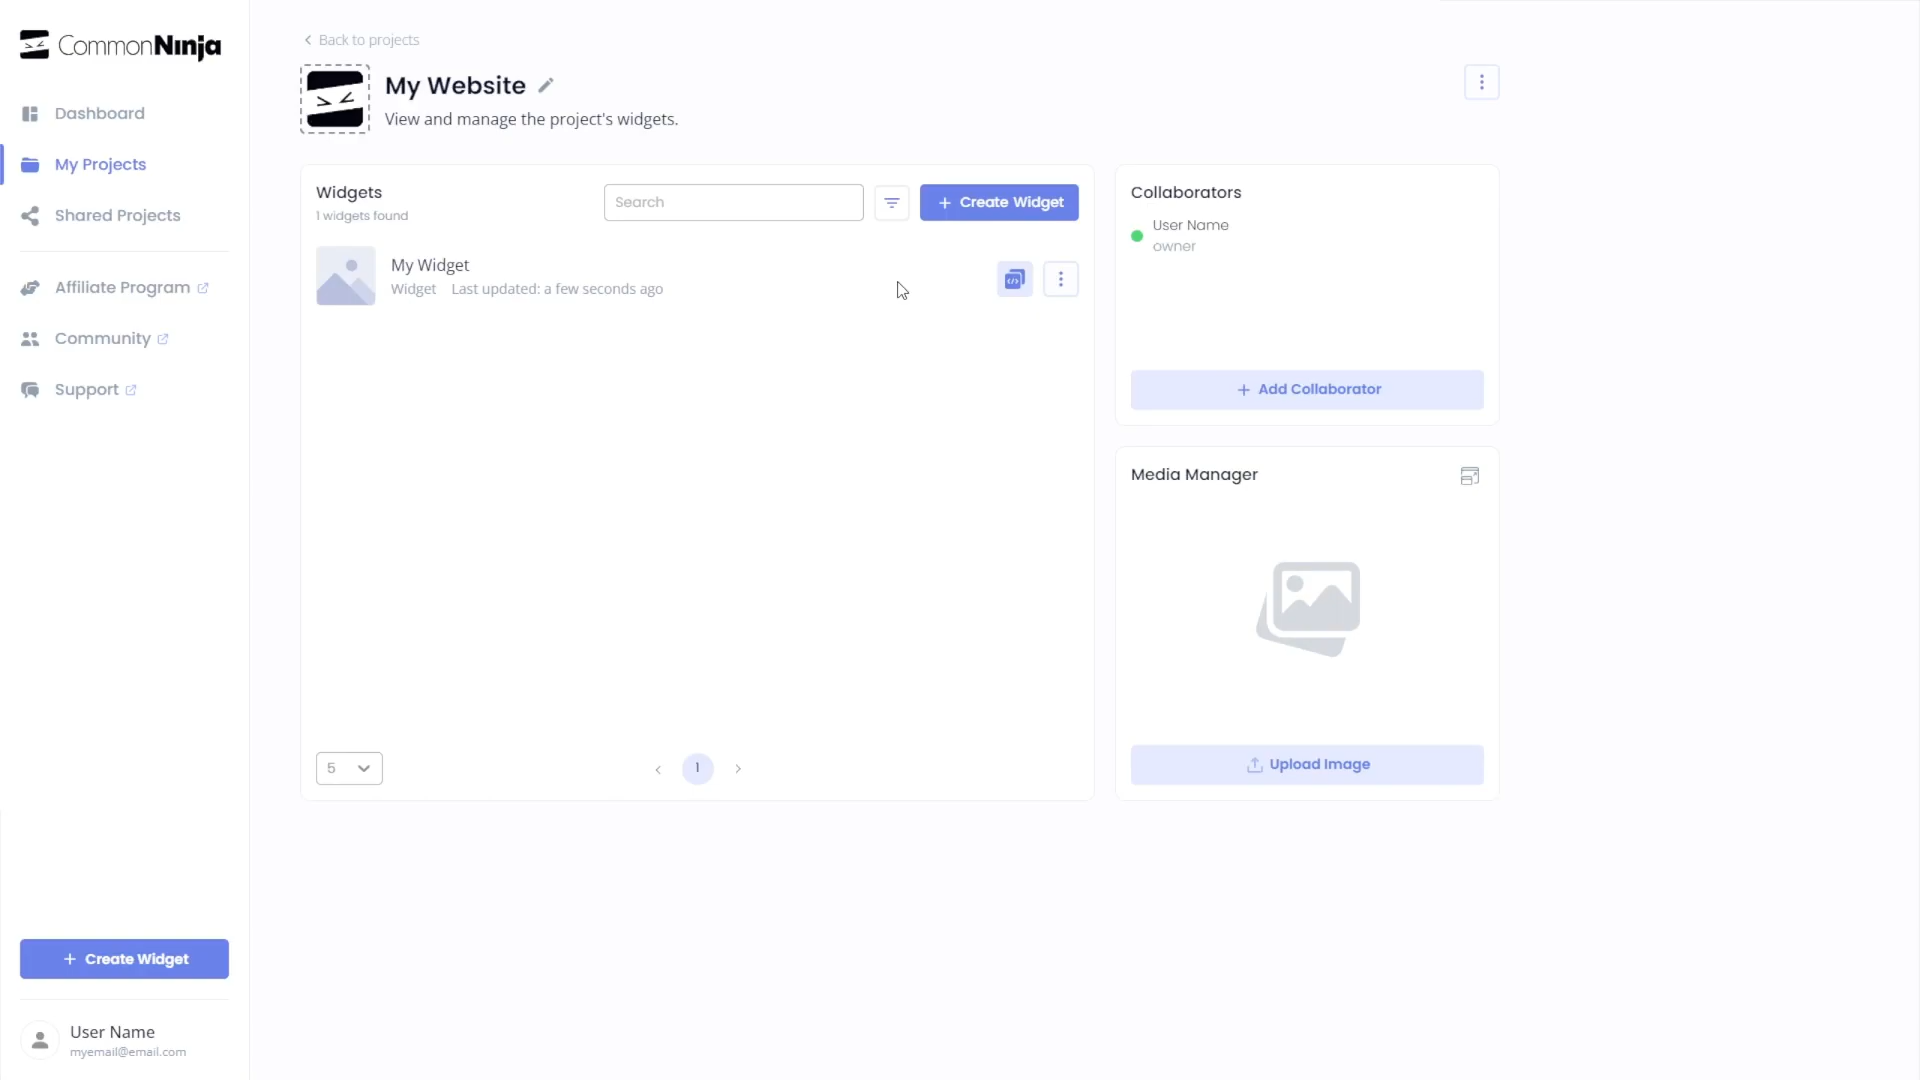 CommonNinja
Dashboard
My Projects
Shared Projects
Affiliate Program
Community
Support
Create Widget
User Name
myemail@email.com
Back to projects
My Website
View and manage the project's widgets.
Widgets
1 widgets found
Search
Create Widget
My Widget
Widget Last updated: a few seconds ago
5
1
Collaborators
User Name
owner
Add Collaborator
Media Manager
Upload Image